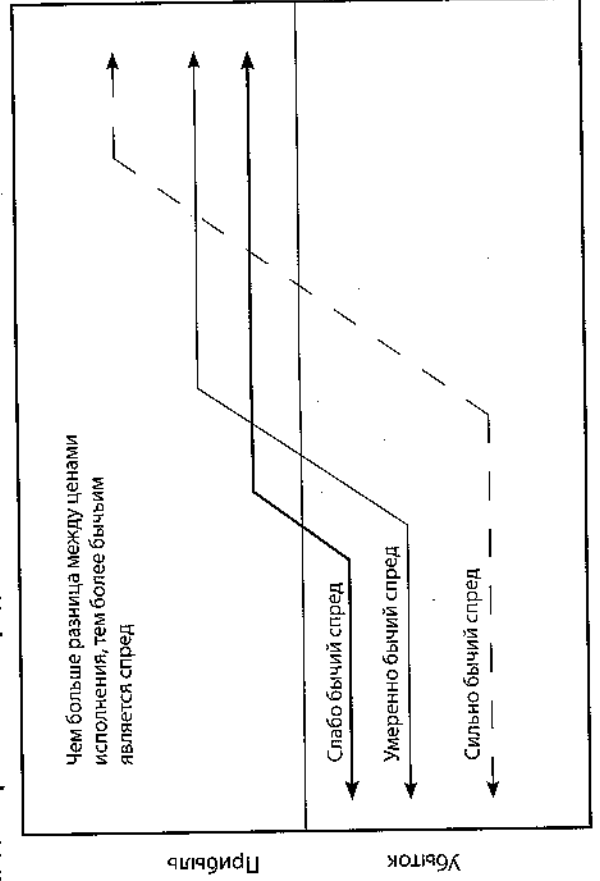 Чем больше разница между ценами
исполнения, тем более бычьим
является спред
Прибыль
Убыток
Слабо бычий спред
Умеренно бычий спред
Сильно бычий спред